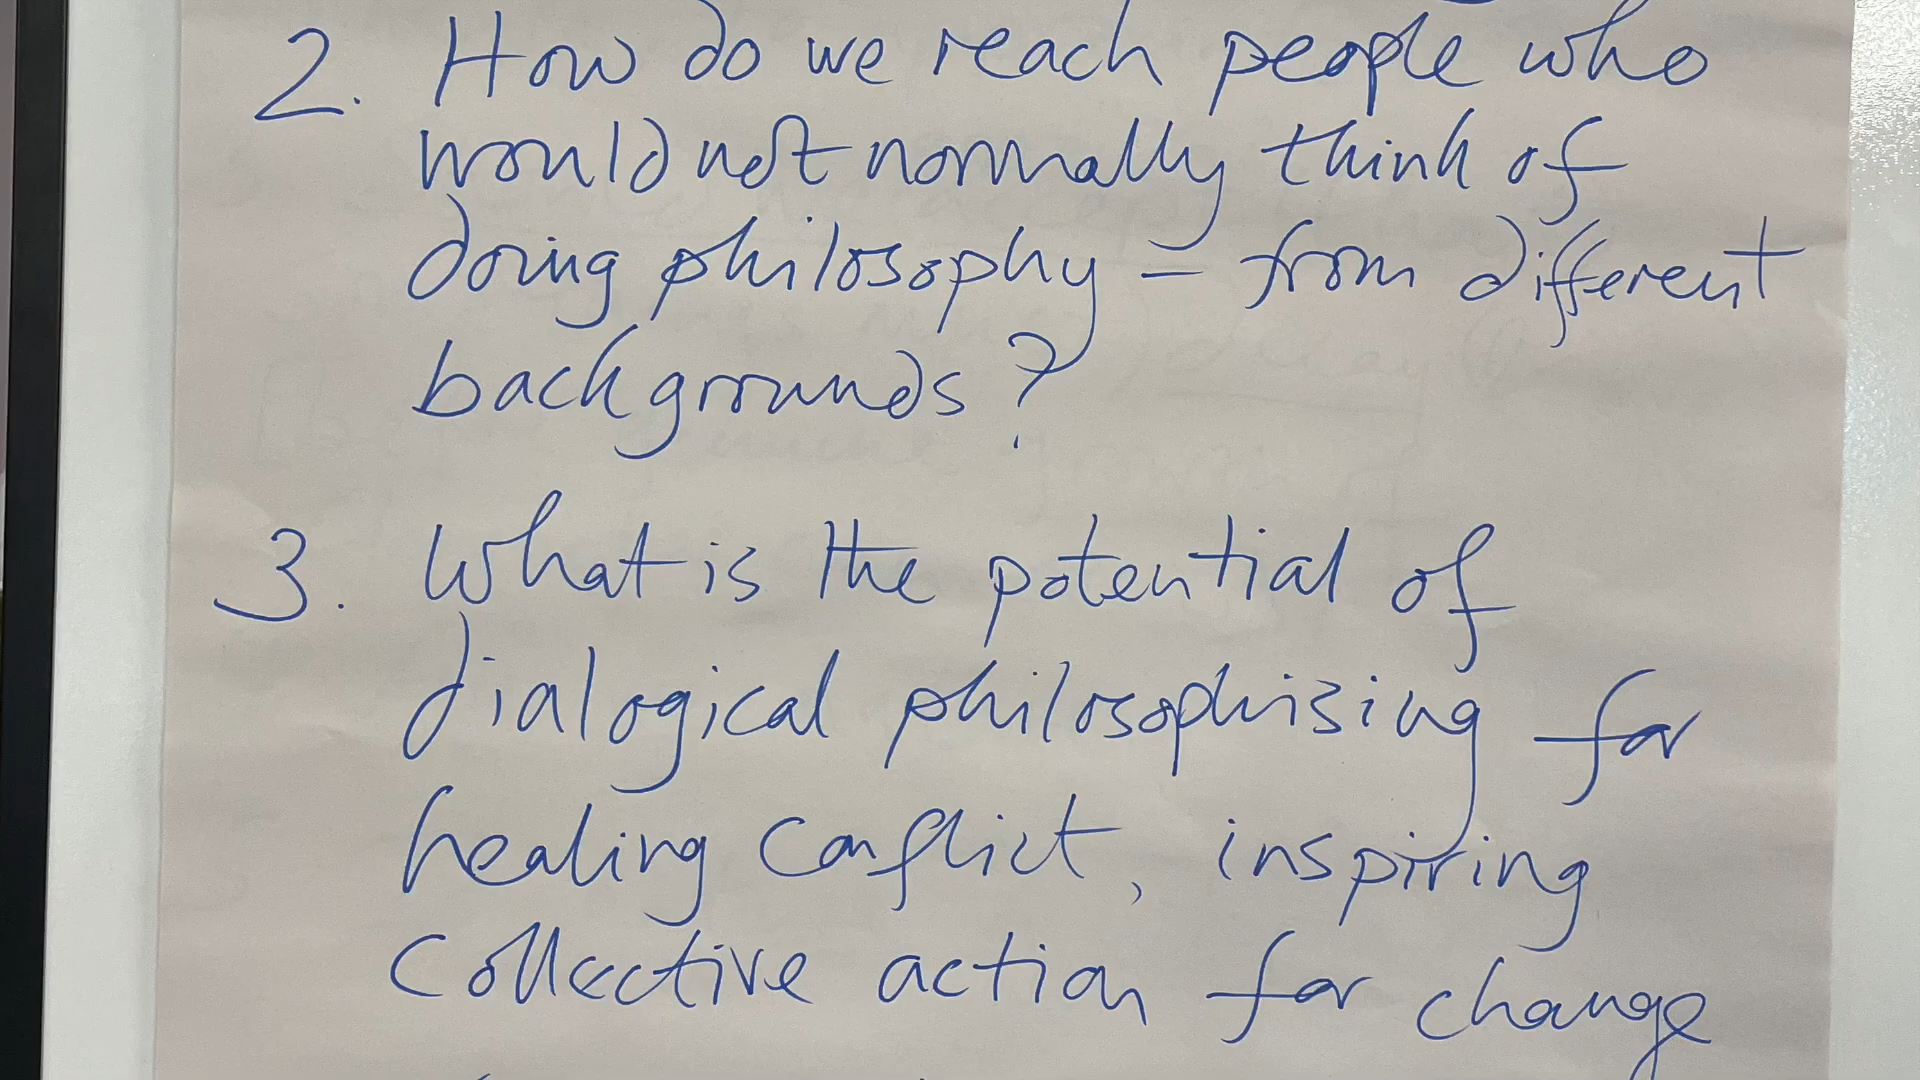 2. How do we reach people who
would not normally think of
doing philosophy - from different
backgrounds?
3. What is the potential of
dialogical philosophising for
healing conflict, inspiring
collective action for change